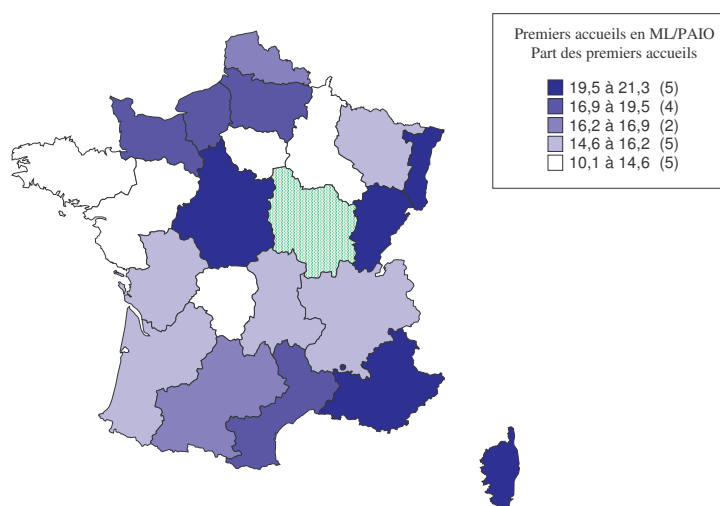 Premiers accueils en ML/PAIO
Part des premiers accueils
19,5 à 21,3 (5)
16,9 à 19,5 (4)
16,2 à 16,9 (2)
14,6 à 16,2 (5)
10,1 à 14,6 (5)